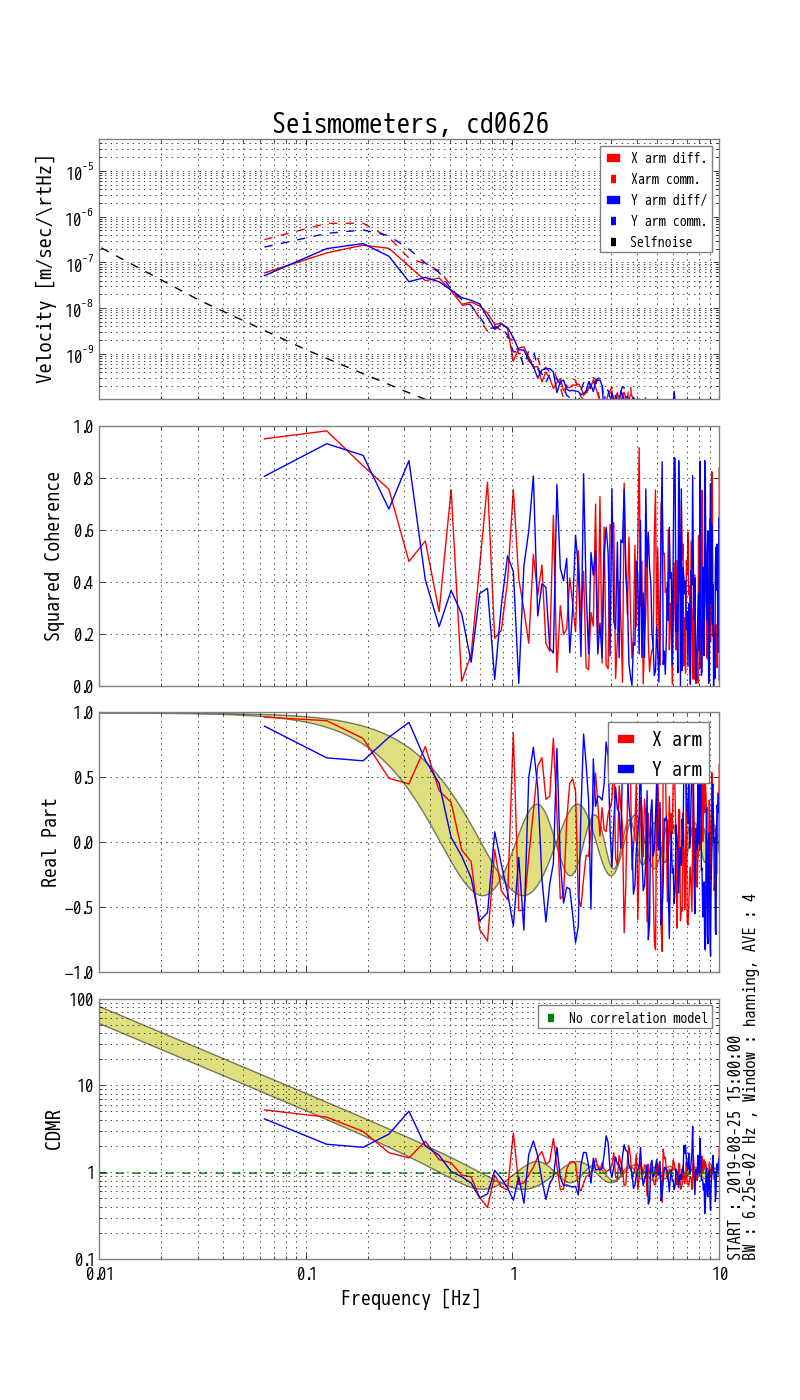 Seismometers, cd0626
Velocity [m/sec/\rtHz]
10^-5
10^-6
10^-7
10^-8
10^-9
X arm diff.
Xarm comm.
Y arm diff/
Y arm comm.
Selfnoise
Squared Coherence
1.0
0.8
0.6
0.4
0.2
0.0
Real Part
1.0
0.5
0.0
−0.5
−1.0
X arm
Y arm
CDMR
100
10
1
0.1
No correlation model
0.01
0.1
1
10
Frequency [Hz]
START : 2019-08-25 15:00:00
BW : 6.25e-02 Hz , Window : hanning, AVE : 4